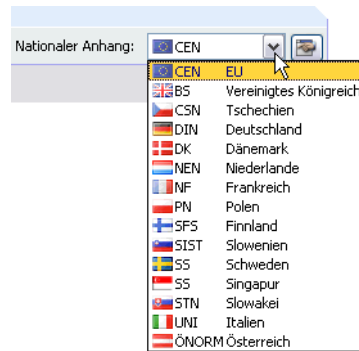 Nationaler Anhang: CEN
CEN EU
BS Vereinigtes Königreich
CSN Tschechien
DIN Deutschland
DK Dänemark
NEN Niederlande
NF Frankreich
PN Polen
SFS Finnland
SIST Slowenien
SS Schweden
SS Singapur
STN Slowakei
UNI Italien
ÖNORM Österreich